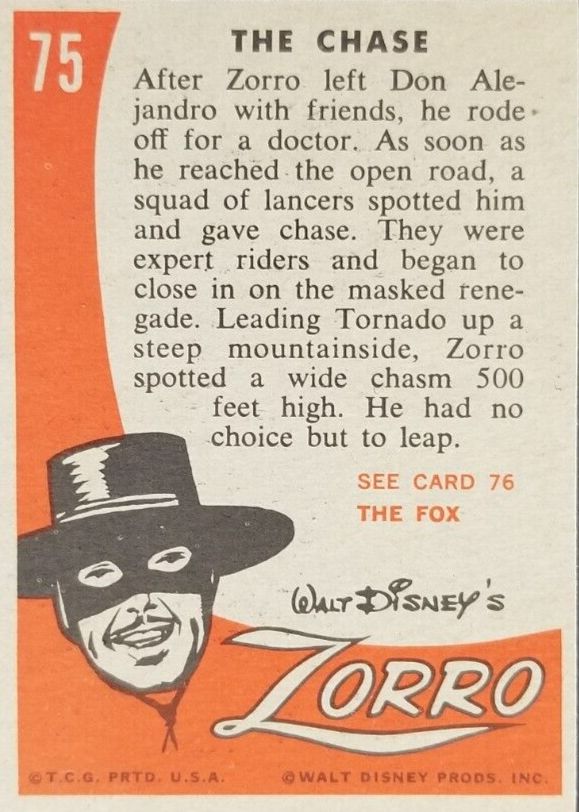 75
THE CHASE
After Zorro left Don Ale-
jandro with friends, he rode
off for a doctor. As soon as
he reached the open road, a
squad of lancers spotted him
and gave chase. They were
expert riders and began to
close in on the masked rene-
gade. Leading Tornado up a
steep mountainside, Zorro
spotted a wide chasm 500
feet high. He had no
choice but to leap.
SEE CARD 76
THE FOX
WALT DISNEY'S
ZORRO
©T.C.G. PRTD. U.S.A.
©WALT DISNEY PRODS. INC.